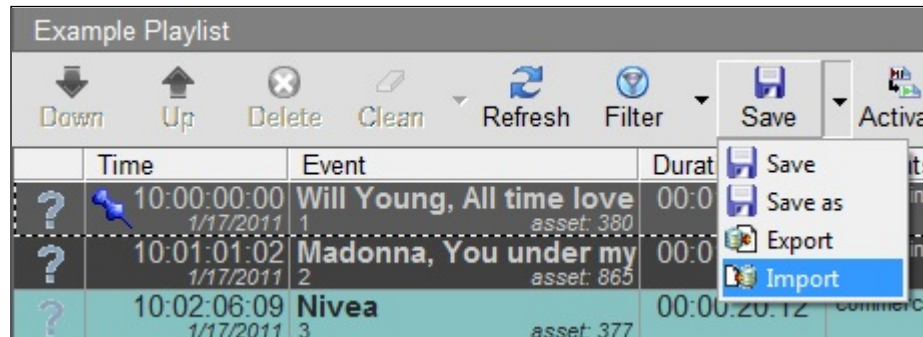 Example Playlist
Down Up Delete Clean Refresh Filter Save
Time Event
Save
10:00:00:00 Will Young, All time love
1/17/2011 1 asset: 380
Save as
10:01:01:02 Madonna, You under my
1/17/2011 2 asset: 865
Export
Import
10:02:06:09 Nivea 00:00:20:12
1/17/2011 3 asset: 377